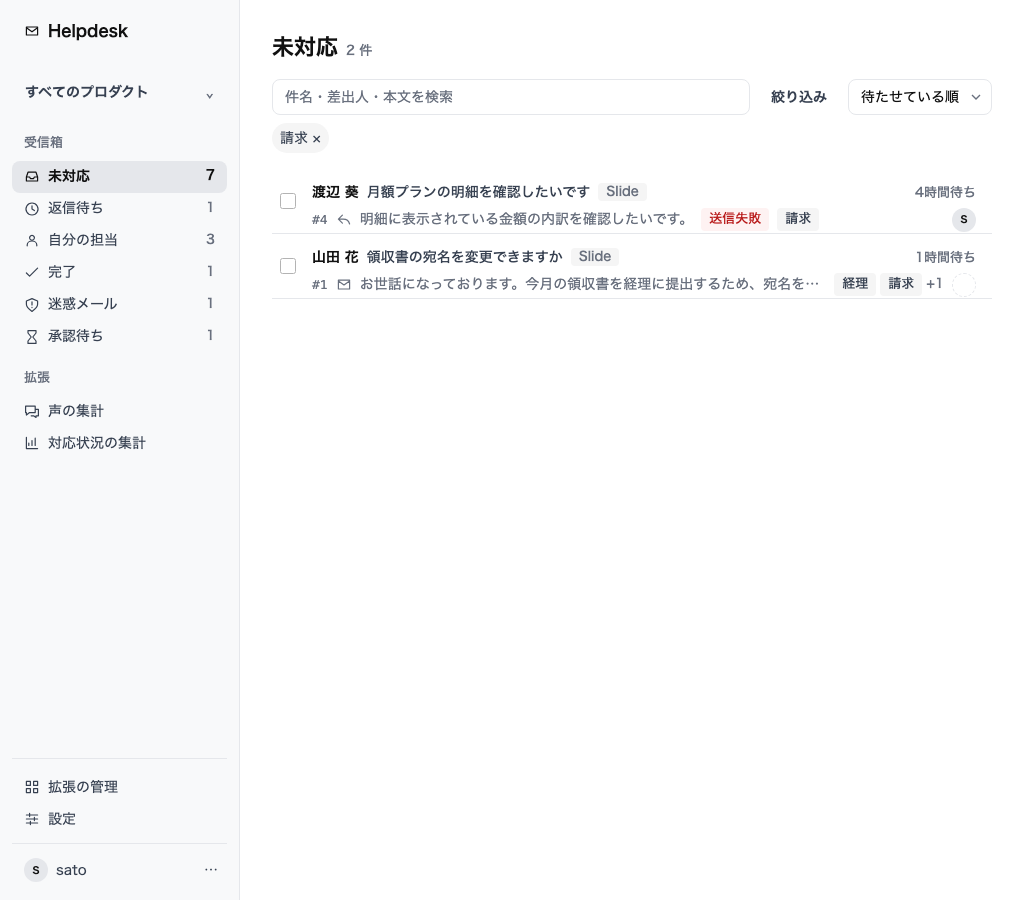 Helpdesk
すべてのプロダクト
受信箱
未対応 7
返信待ち 1
自分の担当 3
完了 1
迷惑メール 1
承認待ち 1
拡張
声の集計
対応状況の集計
拡張の管理
設定
S sato ···
未対応 2 件
件名・差出人・本文を検索 絞り込み 待たせている順
請求 ×
渡辺 葵 月額プランの明細を確認したいです Slide 4時間待ち
#4 明細に表示されている金額の内訳を確認したいです。 送信失敗 請求 S
山田 花 領収書の宛名を変更できますか Slide 1時間待ち
#1 お世話になっております。今月の領収書を経理に提出するため、宛名を… 経理 請求 +1